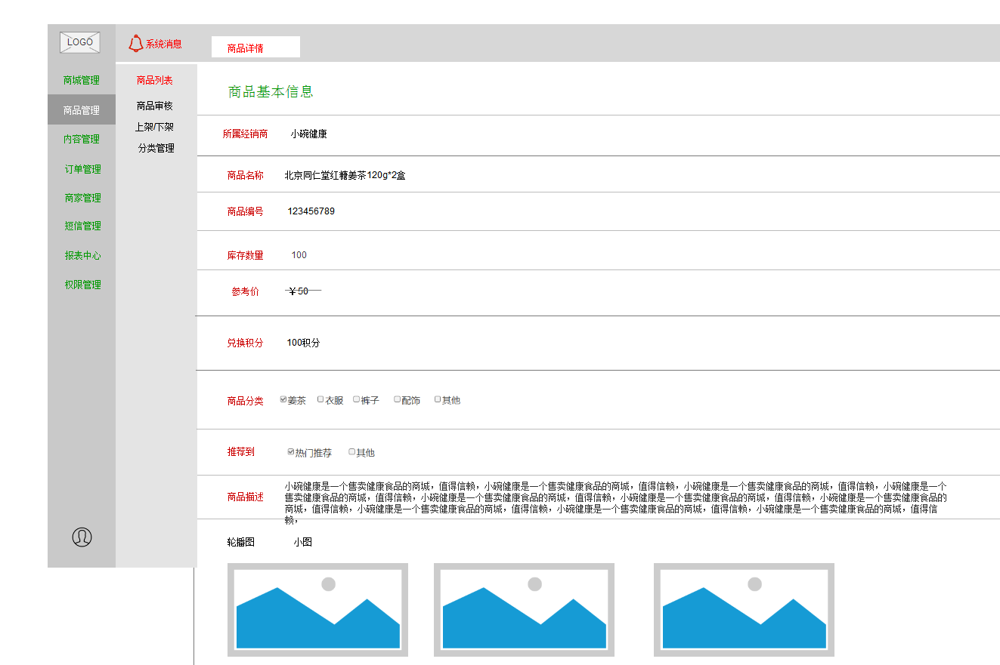 LOGO
系统消息
商品详情
商城管理
商品管理
内容管理
订单管理
商家管理
短信管理
报表中心
权限管理
商品列表
商品审核
上架/下架
分类管理
商品基本信息
所属经销商 小碗健康
商品名称 北京同仁堂红糖姜茶120g*2盒
商品编号 123456789
库存数量 100
参考价 ￥50
兑换积分 100积分
商品分类 姜茶 衣服 裤子 配饰 其他
推荐到 热门推荐 其他
商品描述
小碗健康是一个售卖健康食品的商城，值得信赖，小碗健康是一个售卖健康食品的商城，值得信赖，小碗健康是一个售卖健康食品的商城，值得信赖，小碗健康是一个
售卖健康食品的商城，值得信赖，小碗健康是一个售卖健康食品的商城，值得信赖，小碗健康是一个售卖健康食品的商城，值得信赖，小碗健康是一个售卖健康食品的
商城，值得信赖，小碗健康是一个售卖健康食品的商城，值得信赖，小碗健康是一个售卖健康食品的商城，值得信赖，小碗健康是一个售卖健康食品的商城，值得信
赖，
轮播图 小图